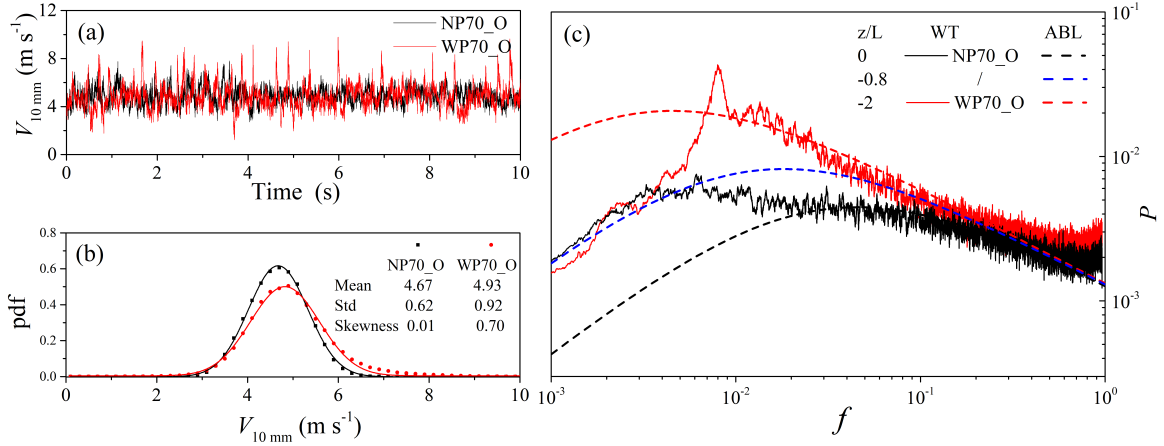 (a)
NP70_O
WP70_O
V10 mm (m s-1)
12
8
4
0
0 2 4 6 8 10
Time (s)
(b)
NP70_O WP70_O
Mean 4.67 4.93
Std 0.62 0.92
Skewness 0.01 0.70
pdf
0.8
0.6
0.4
0.2
0.0
0 2 4 6 8 10
V10 mm (m s-1)
(c)
z/L WT ABL
0 NP70_O
-0.8 /
-2 WP70_O
10-1
10-2
10-3
P
10-3 10-2 10-1 100
f